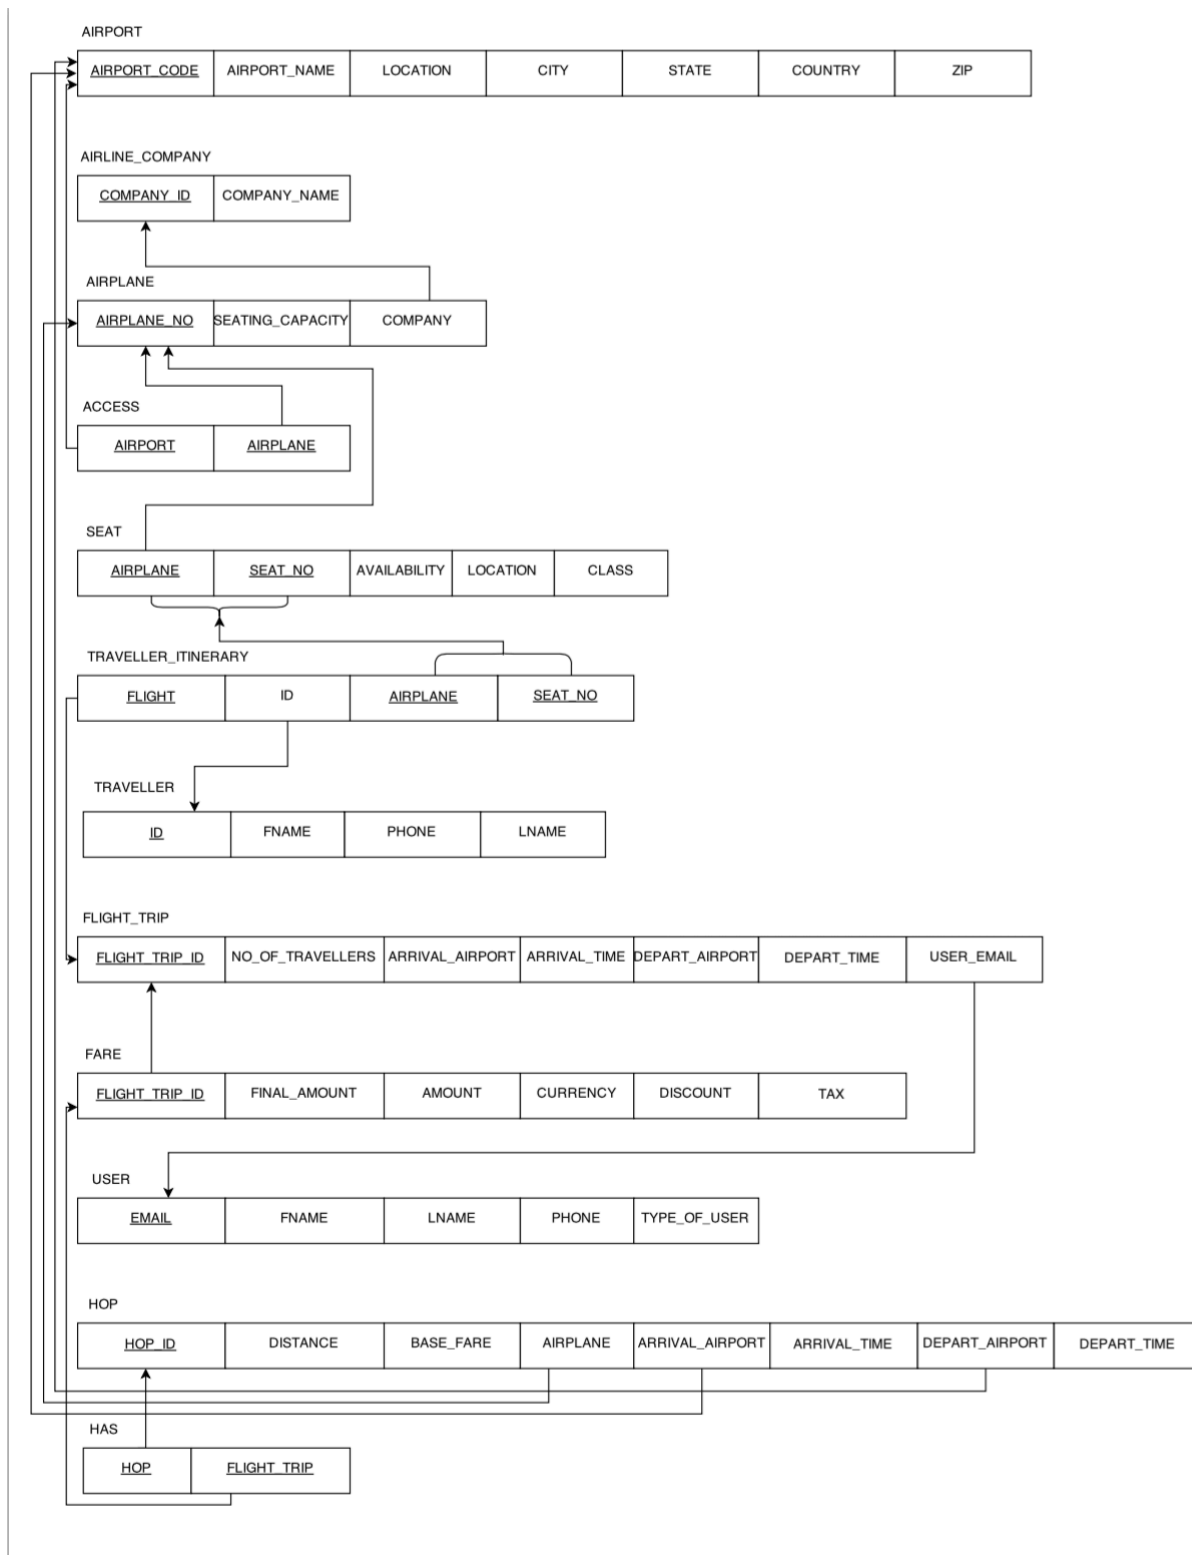 AIRPORT
AIRPORT_CODE AIRPORT_NAME LOCATION CITY STATE COUNTRY ZIP
AIRLINE_COMPANY
COMPANY_ID COMPANY_NAME
AIRPLANE
AIRPLANE_NO SEATING_CAPACITY COMPANY
ACCESS
AIRPORT AIRPLANE
SEAT
AIRPLANE SEAT_NO AVAILABILITY LOCATION CLASS
TRAVELLER_ITINERARY
FLIGHT ID AIRPLANE SEAT_NO
TRAVELLER
ID FNAME PHONE LNAME
FLIGHT_TRIP
FLIGHT_TRIP_ID NO_OF_TRAVELLERS ARRIVAL_AIRPORT ARRIVAL_TIME DEPART_AIRPORT DEPART_TIME USER_EMAIL
FARE
FLIGHT_TRIP_ID FINAL_AMOUNT AMOUNT CURRENCY DISCOUNT TAX
USER
EMAIL FNAME LNAME PHONE TYPE_OF_USER
HOP
HOP_ID DISTANCE BASE_FARE AIRPLANE ARRIVAL_AIRPORT ARRIVAL_TIME DEPART_AIRPORT DEPART_TIME
HAS
HOP FLIGHT_TRIP